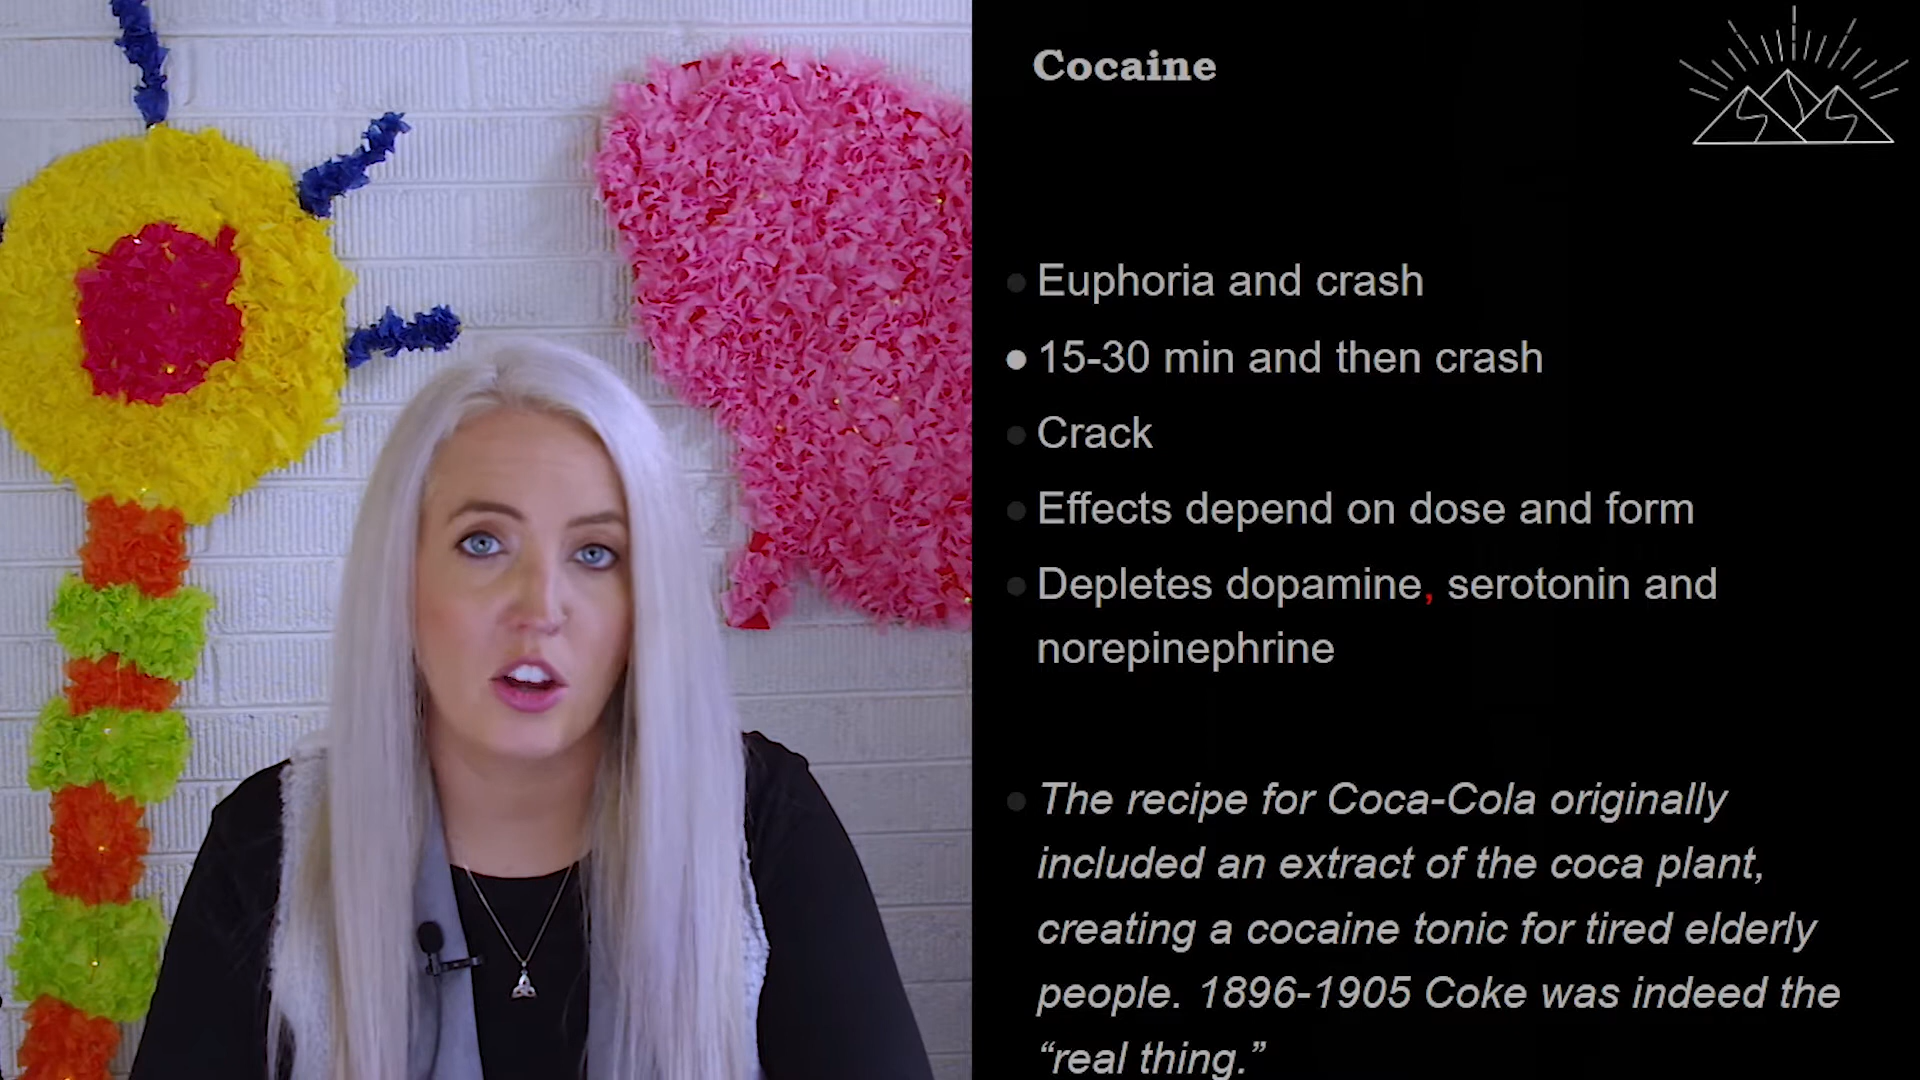 Cocaine
Euphoria and crash
15-30 min and then crash
Crack
Effects depend on dose and form
Depletes dopamine, serotonin and
norepinephrine
The recipe for Coca-Cola originally
included an extract of the coca plant,
creating a cocaine tonic for tired elderly
people. 1896-1905 Coke was indeed the
“real thing.”